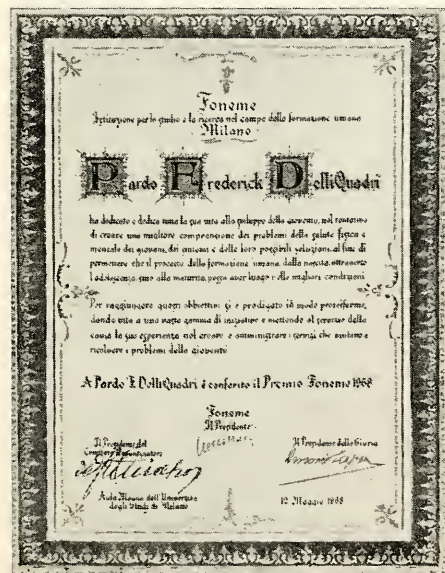 Foneme
Istituzione per lo studio e la ricerca nel campo della formazione umana
Milano
Pardo Frederick DelliQuadri
ha dedicato e dedica tutta la sua vita allo sviluppo della gioventù, nel tentativo
di creare una migliore comprensione dei problemi della salute fisica e
mentale dei giovani, dei anziani e delle loro possibili soluzioni, al fine di
permettere che il processo della formazione umana, dalla nascita, attraverso
l'adolescenza, sino alla maturità, possa aver luogo nelle migliori condizioni
Per raggiungere questi obbiettivi si è prodigato in modo proteiforme,
dando vita a una vasta gamma di iniziative e mettendo al servizio della
causa la sua esperienza nel creare e amministrare i servizi che aiutano a
risolvere i problemi della gioventù
A Pardo F. DelliQuadri è conferito il Premio Foneme 1968
Foneme
Il Presidente
Il Presidente del
Comitato
Il Presidente della Giuria
Aula Magna dell'Università
degli Studi di Milano
12 Maggio 1968